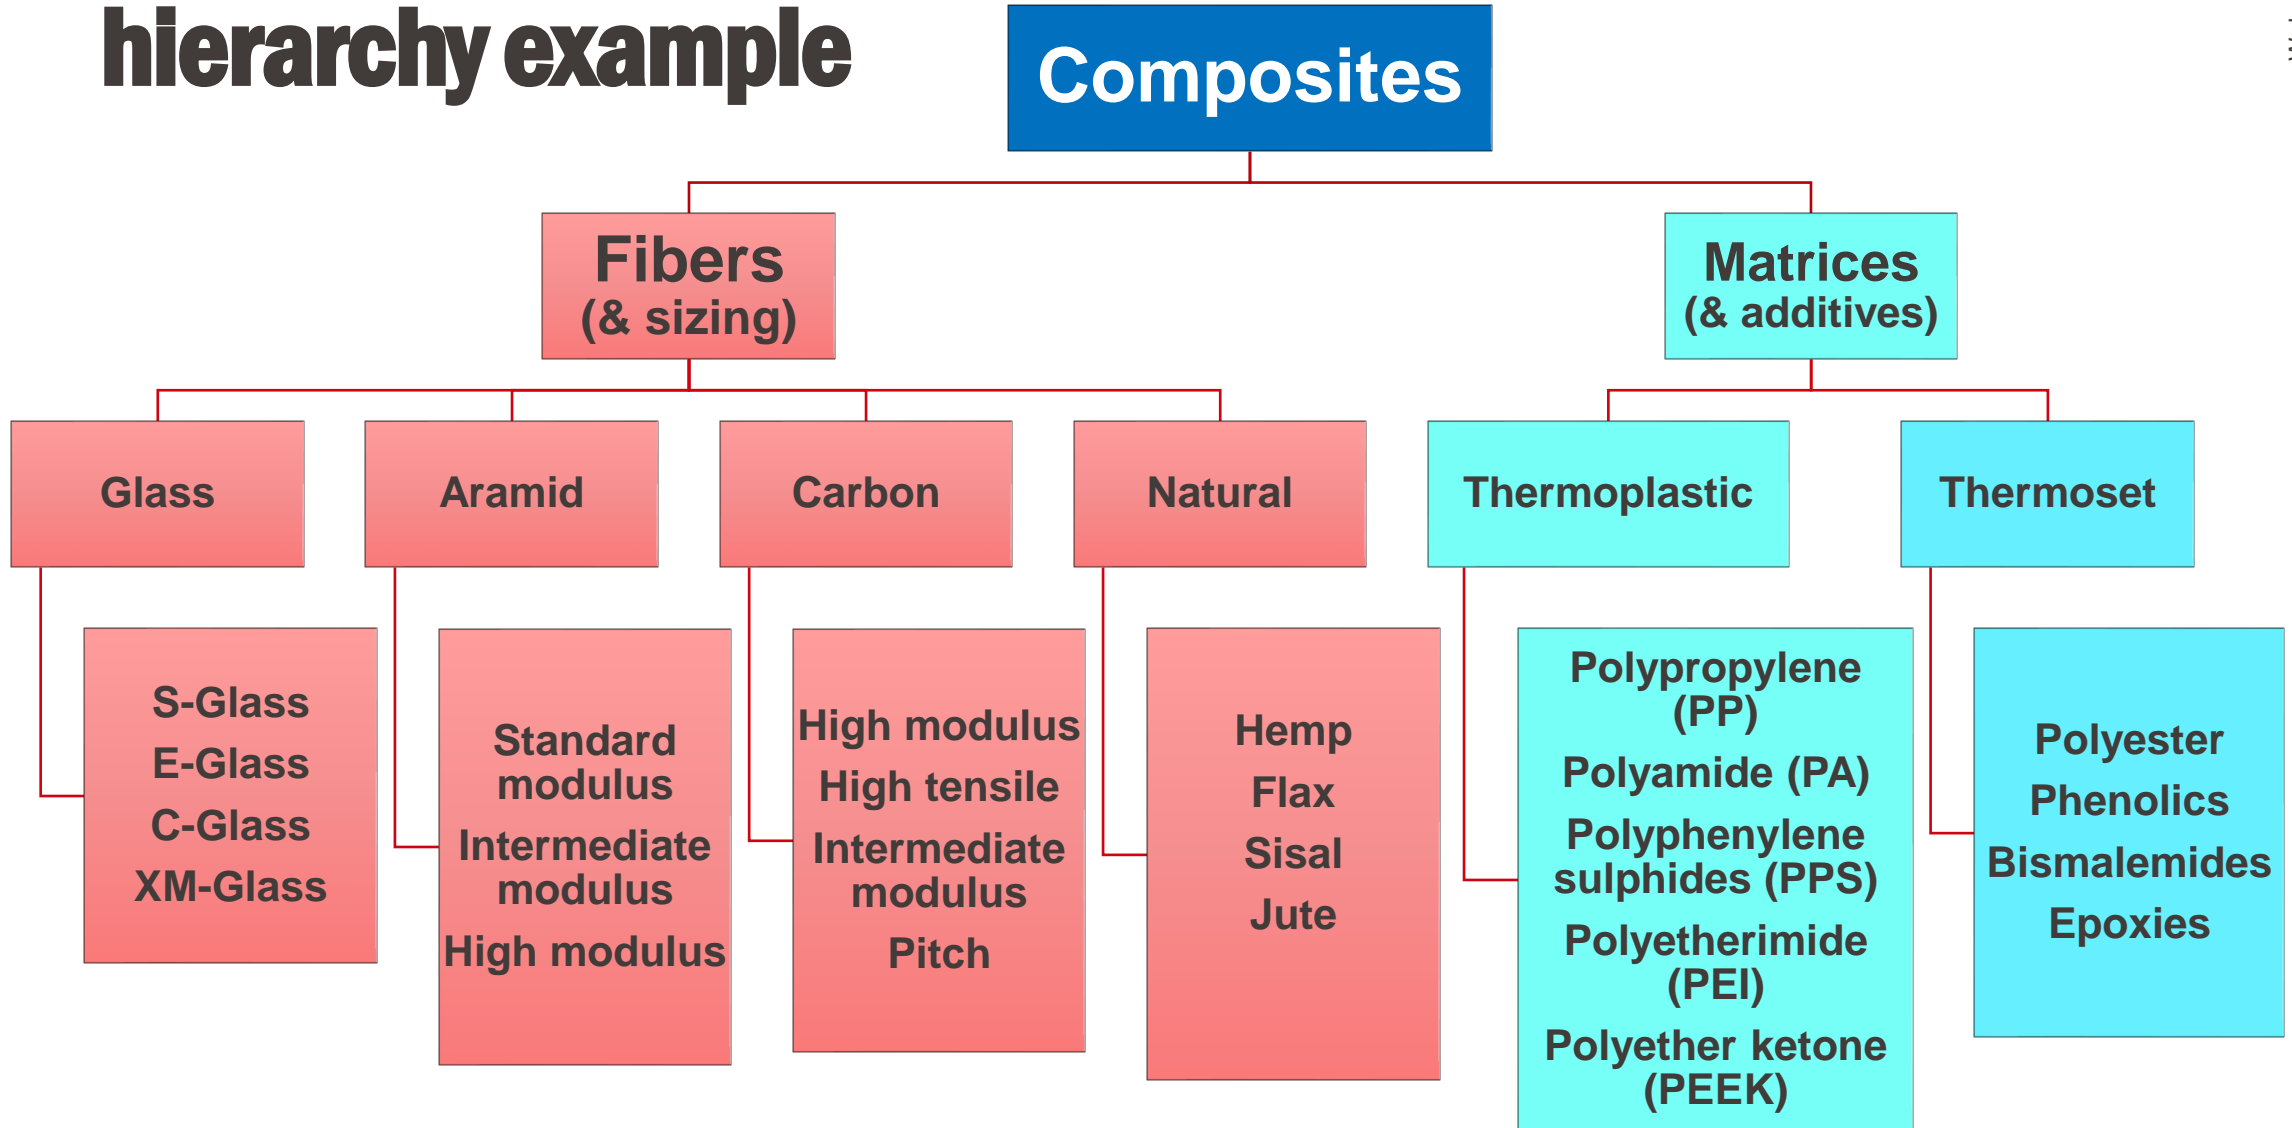 hierarchy example
Composites
Fibers
(& sizing)
Matrices
(& additives)
Glass
Aramid
Carbon
Natural
Thermoplastic
Thermoset
S-Glass
E-Glass
C-Glass
XM-Glass
Standard
modulus
Intermediate
modulus
High modulus
High modulus
High tensile
Intermediate
modulus
Pitch
Hemp
Flax
Sisal
Jute
Polypropylene
(PP)
Polyamide (PA)
Polyphenylene
sulphides (PPS)
Polyetherimide
(PEI)
Polyether ketone
(PEEK)
Polyester
Phenolics
Bismalemides
Epoxies